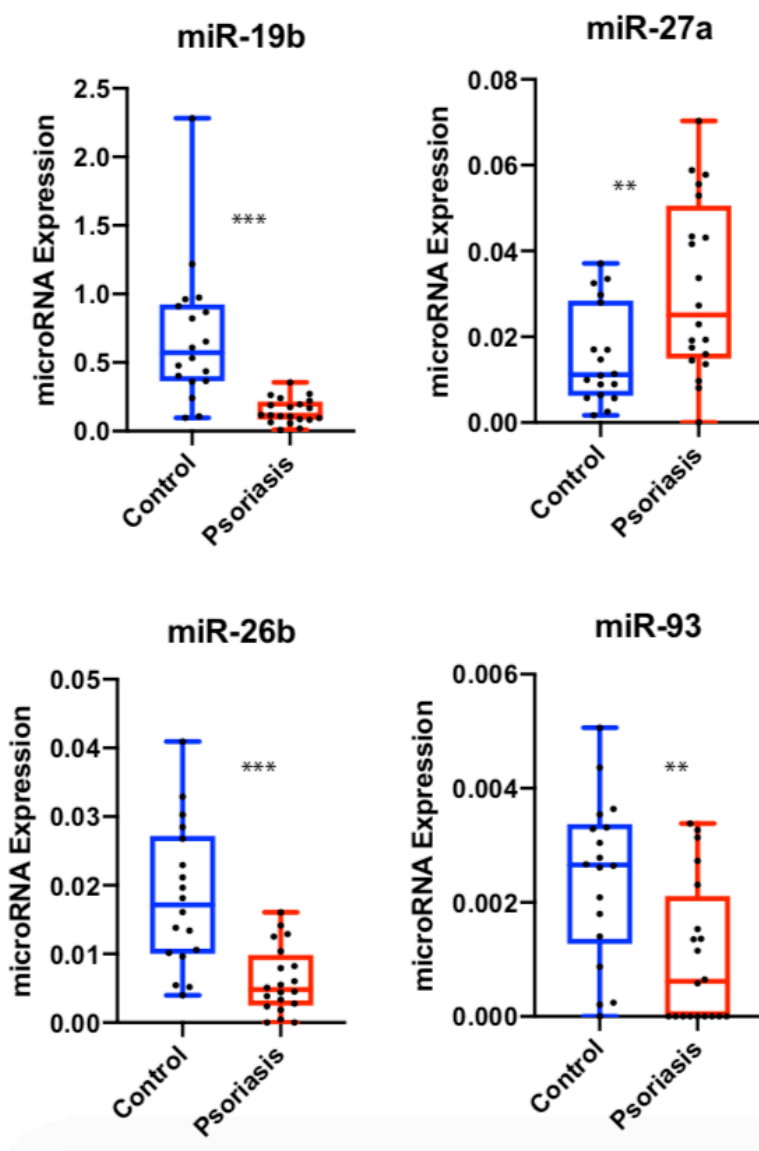 miR-19b
microRNA Expression
2.5
2.0
1.5
1.0
0.5
0.0
***
Control
Psoriasis
miR-27a
microRNA Expression
0.08
0.06
0.04
0.02
0.00
**
Control
Psoriasis
miR-26b
microRNA Expression
0.05
0.04
0.03
0.02
0.01
0.00
***
Control
Psoriasis
miR-93
microRNA Expression
0.006
0.004
0.002
0.000
**
Control
Psoriasis